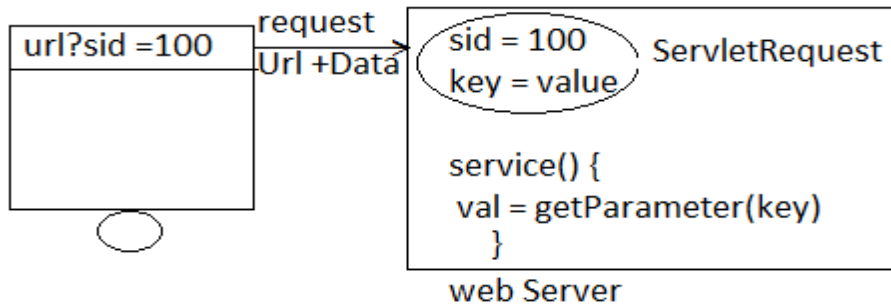 url?sid =100
request
Url +Data
sid = 100
key = value
ServletRequest
service() {
val = getParameter(key)
}
web Server